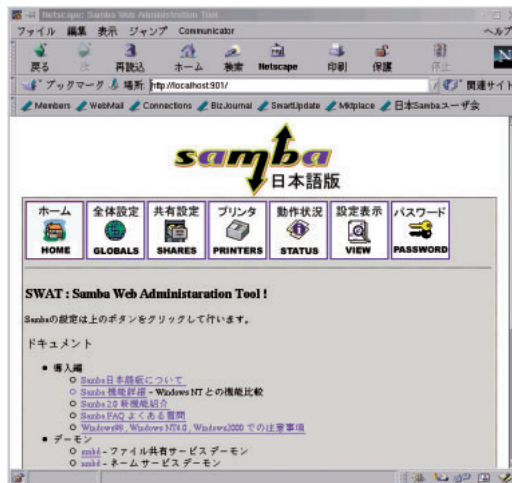 Netscape: Samba Web Administration Tool
ファイル 編集 表示 ジャンプ Communicator ヘルプ
戻る 次 再読込 ホーム 検索 Netscape 印刷 保護 停止
ブックマーク 場所: http://localhost:901/ 関連サイト
Members WebMail Connections BizJournal SmartUpdate Mktplace 日本Sambaユーザ会
samba
日本語版
ホーム 全体設定 共有設定 プリンタ 動作状況 設定表示 パスワード
HOME GLOBALS SHARES PRINTERS STATUS VIEW PASSWORD
SWAT : Samba Web Administaration Tool !
Sambaの設定は上のボタンをクリックして行います。
ドキュメント
導入編
Samba日本語版について
Samba 機能詳細 - Windows NT との機能比較
Samba 2.0 新機能紹介
Samba FAQ よくある質問
Windows98 , Windows NT4.0 , Windows2000 での注意事項
デーモン
smbd - ファイル共有サービスデーモン
nmbd - ネームサービスデーモン